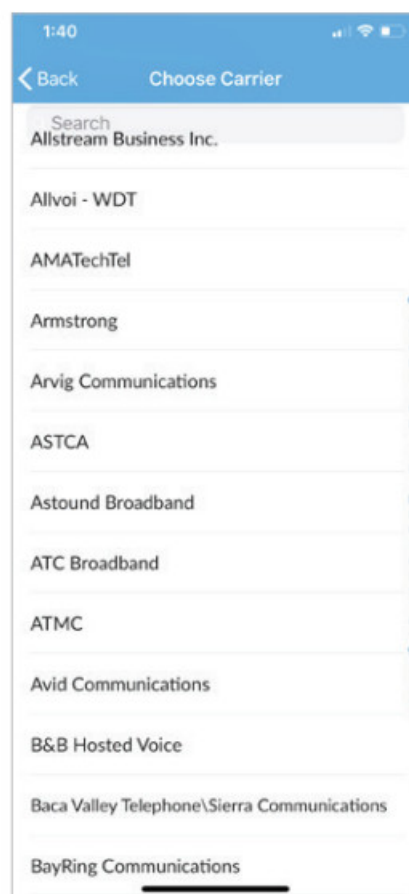 1:40
Back Choose Carrier
Search
Allstream Business Inc.
Allvoi - WDT
AMATechTel
Armstrong
Arvig Communications
ASTCA
Astound Broadband
ATC Broadband
ATMC
Avid Communications
B&B Hosted Voice
Baca Valley Telephone\Sierra Communications
BayRing Communications